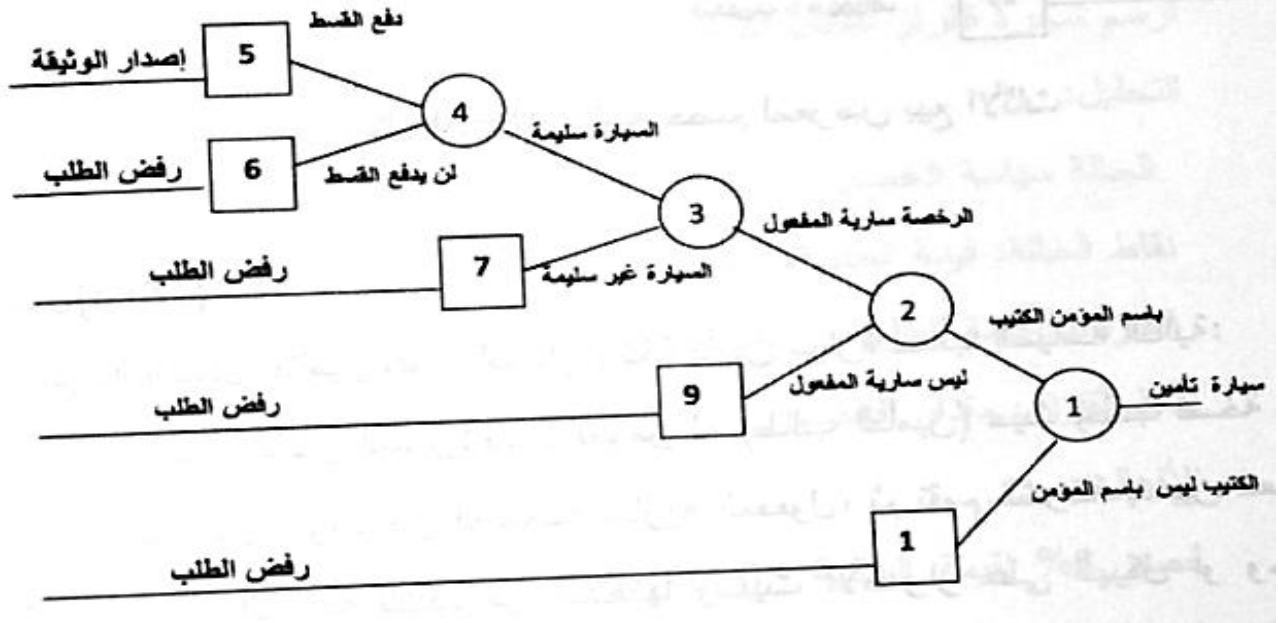 دفع القسط
5
إصدار الوثيقة
4
السيارة سليمة
6
رفض الطلب
لن يدفع القسط
3
الرخصة سارية المفعول
7
رفض الطلب
السيارة غير سليمة
2
باسم المؤمن الكتيب
9
ليس سارية المفعول
رفض الطلب
سيارة تأمين
1
الكتيب ليس باسم المؤمن
1
رفض الطلب